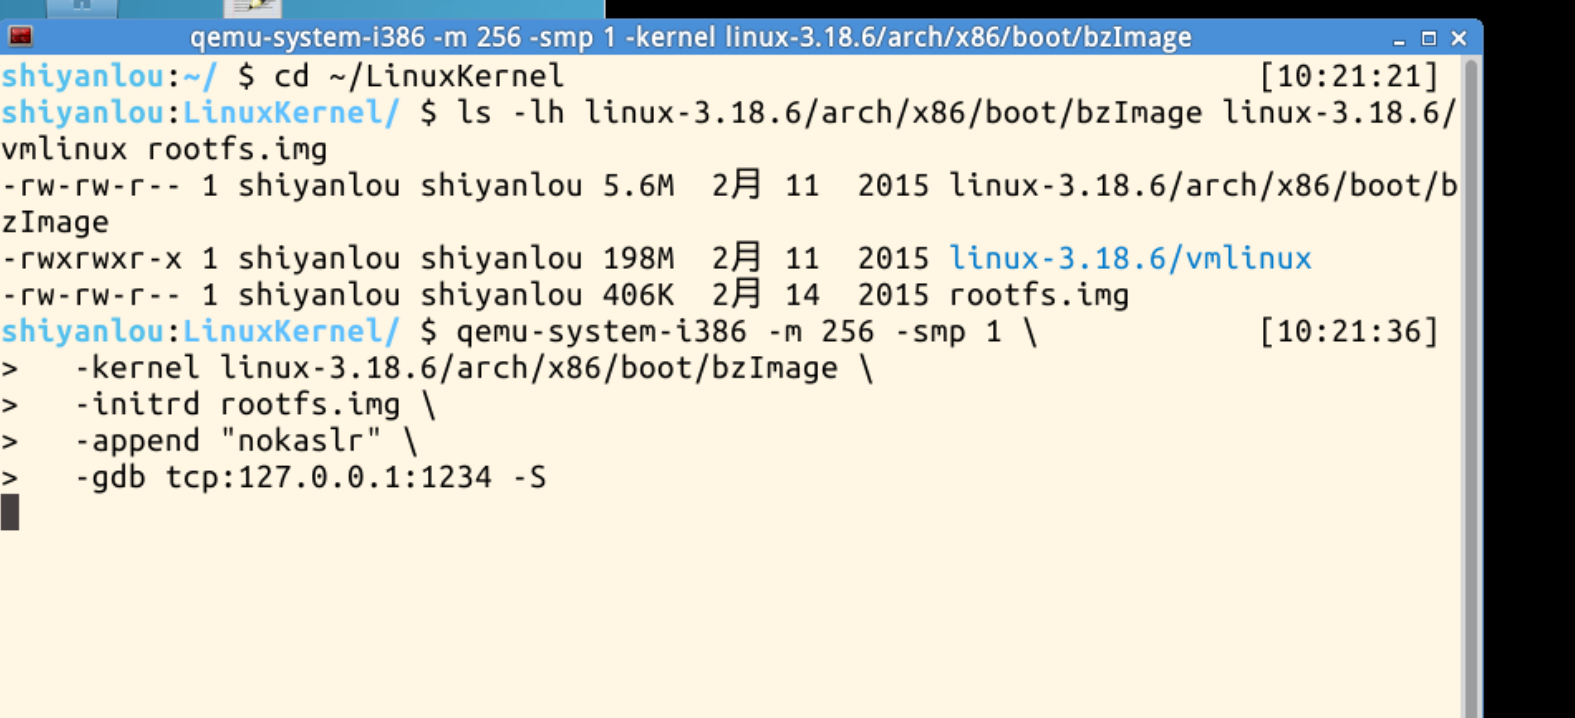 qemu-system-i386 -m 256 -smp 1 -kernel linux-3.18.6/arch/x86/boot/bzImage
shiyanlou:~/ $ cd ~/LinuxKernel [10:21:21]
shiyanlou:LinuxKernel/ $ ls -lh linux-3.18.6/arch/x86/boot/bzImage linux-3.18.6/
vmlinux rootfs.img
-rw-rw-r-- 1 shiyanlou shiyanlou 5.6M 2月 11 2015 linux-3.18.6/arch/x86/boot/b
zImage
-rwxrwxr-x 1 shiyanlou shiyanlou 198M 2月 11 2015 linux-3.18.6/vmlinux
-rw-rw-r-- 1 shiyanlou shiyanlou 406K 2月 14 2015 rootfs.img
shiyanlou:LinuxKernel/ $ qemu-system-i386 -m 256 -smp 1 \ [10:21:36]
> -kernel linux-3.18.6/arch/x86/boot/bzImage \
> -initrd rootfs.img \
> -append "nokaslr" \
> -gdb tcp:127.0.0.1:1234 -S